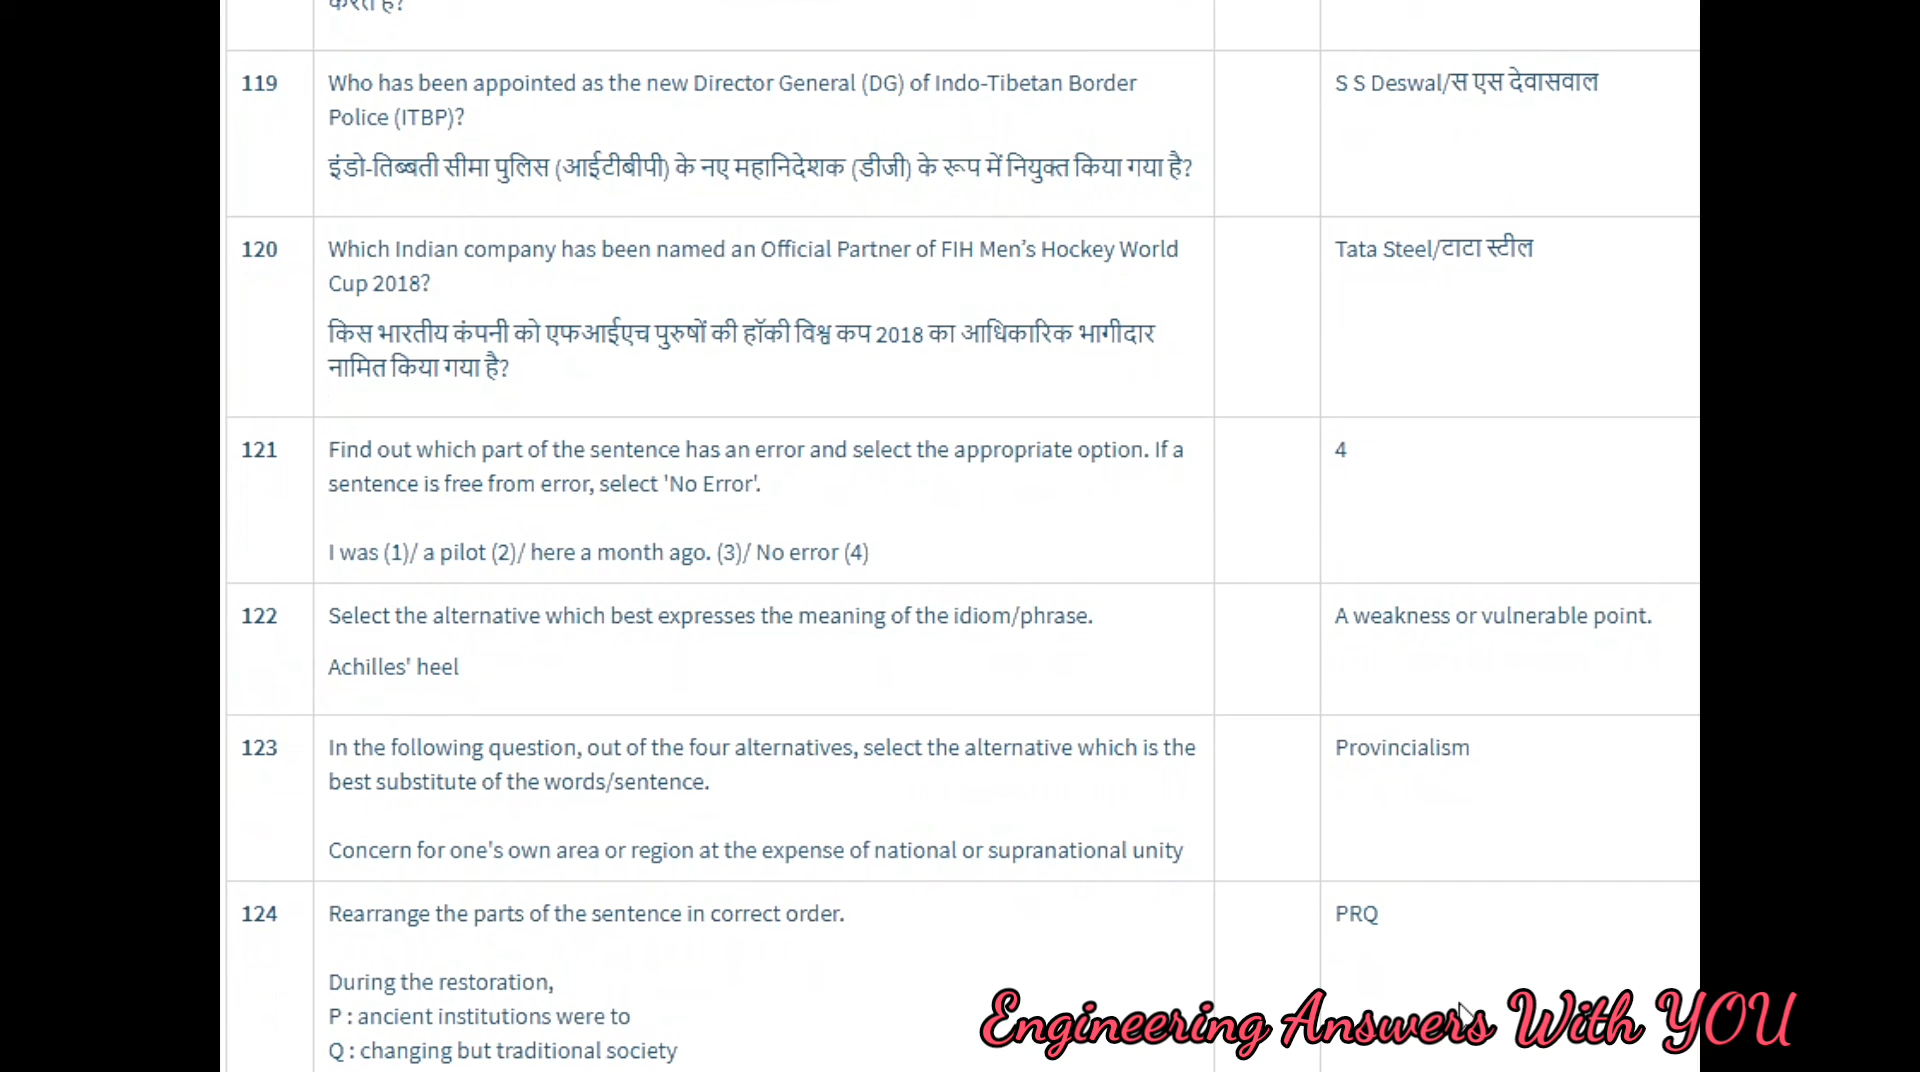 करते हैं?
119
Who has been appointed as the new Director General (DG) of Indo-Tibetan Border
Police (ITBP)?
इंडो-तिब्बती सीमा पुलिस (आईटीबीपी) के नए महानिदेशक (डीजी) के रूप में नियुक्त किया गया है?
S S Deswal/स एस देवासवाल
120
Which Indian company has been named an Official Partner of FIH Men’s Hockey World
Cup 2018?
किस भारतीय कंपनी को एफआईएच पुरुषों की हॉकी विश्व कप 2018 का आधिकारिक भागीदार
नामित किया गया है?
Tata Steel/टाटा स्टील
121
Find out which part of the sentence has an error and select the appropriate option. If a
sentence is free from error, select 'No Error'.
I was (1)/ a pilot (2)/ here a month ago. (3)/ No error (4)
4
122
Select the alternative which best expresses the meaning of the idiom/phrase.
Achilles' heel
A weakness or vulnerable point.
123
In the following question, out of the four alternatives, select the alternative which is the
best substitute of the words/sentence.
Concern for one's own area or region at the expense of national or supranational unity
Provincialism
124
Rearrange the parts of the sentence in correct order.
During the restoration,
P : ancient institutions were to
Q : changing but traditional society
PRQ
Engineering Answers With YOU